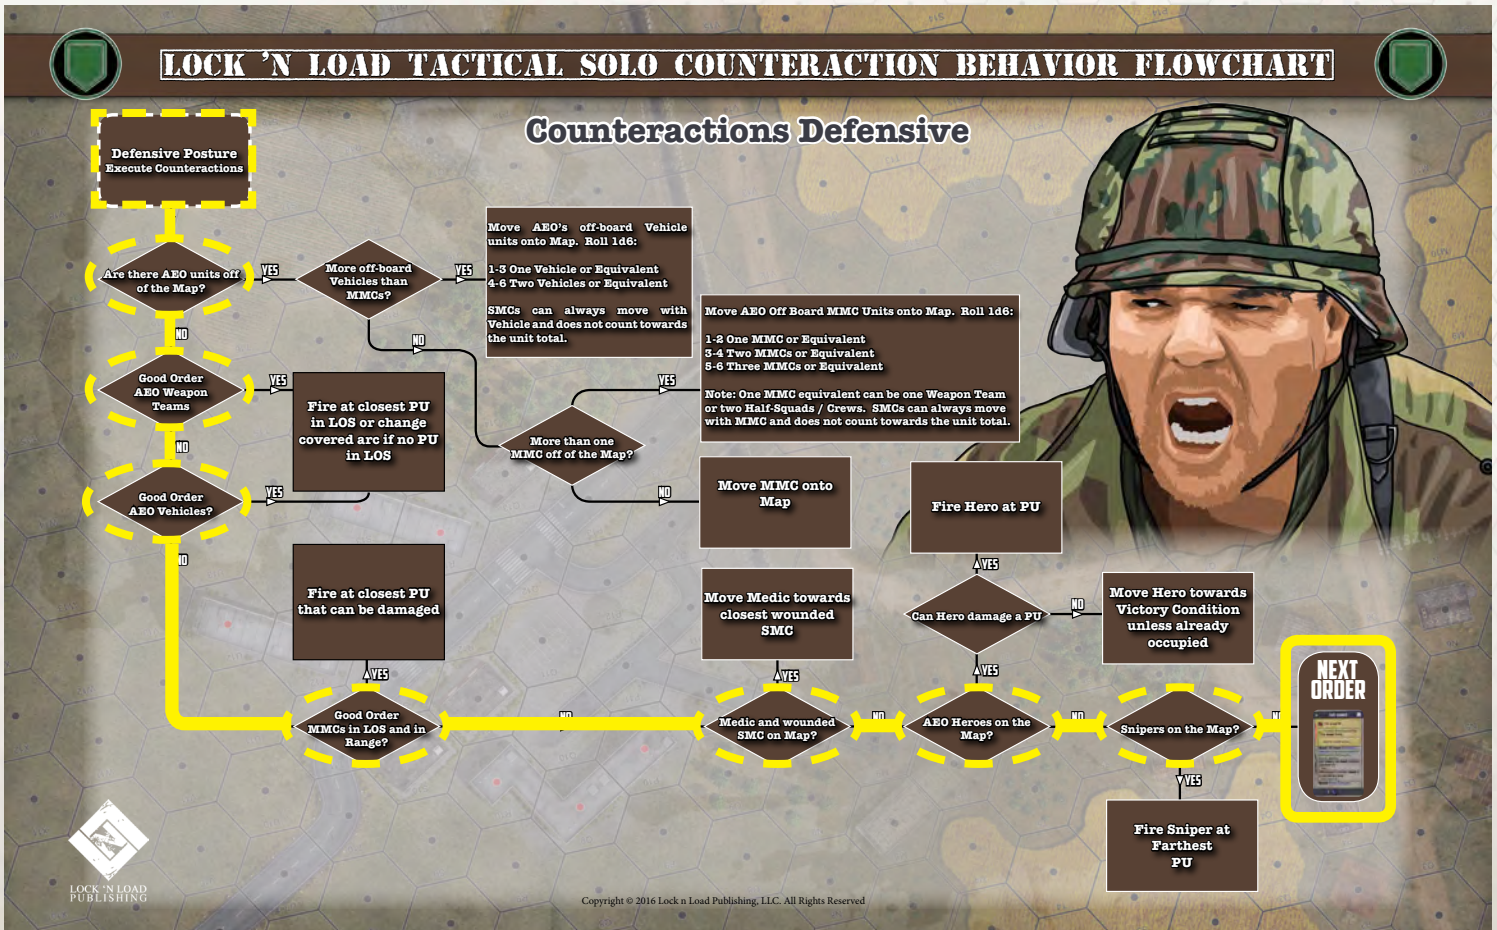 LOCK 'N LOAD TACTICAL SOLO COUNTERACTION BEHAVIOR FLOWCHART
Counteractions Defensive
Defensive Posture
Execute Counteractions
Are there AEO units off
of the Map?
YES
More off-board
Vehicles than
MMCs?
YES
Move AEO's off-board Vehicle
units onto Map. Roll 1d6:
1-3 One Vehicle or Equivalent
4-6 Two Vehicles or Equivalent
SMCs can always move with
Vehicle and does not count towards
the unit total.
NO
NO
Move AEO Off Board MMC Units onto Map. Roll 1d6:
1-2 One MMC or Equivalent
3-4 Two MMCs or Equivalent
5-6 Three MMCs or Equivalent
Note: One MMC equivalent can be one Weapon Team
or two Half-Squads / Crews. SMCs can always move
with MMC and does not count towards the unit total.
Good Order
AEO Weapon
Teams
YES
Fire at closest PU
in LOS or change
covered arc if no PU
in LOS
YES
More than one
MMC off of the Map?
NO
Move MMC onto
Map
NO
Good Order
AEO Vehicles?
YES
NO
Fire Hero at PU
YES
Fire at closest PU
that can be damaged
YES
Move Medic towards
closest wounded
SMC
YES
Can Hero damage a PU
NO
Move Hero towards
Victory Condition
unless already
occupied
YES
Good Order
MMCs in LOS and in
Range?
NO
Medic and wounded
SMC on Map?
NO
AEO Heroes on the
Map?
NO
Snipers on the Map?
NO
NEXT
ORDER
YES
Fire Sniper at
Farthest
PU
LOCK 'N LOAD
PUBLISHING
Copyright © 2016 Lock n Load Publishing, LLC. All Rights Reserved